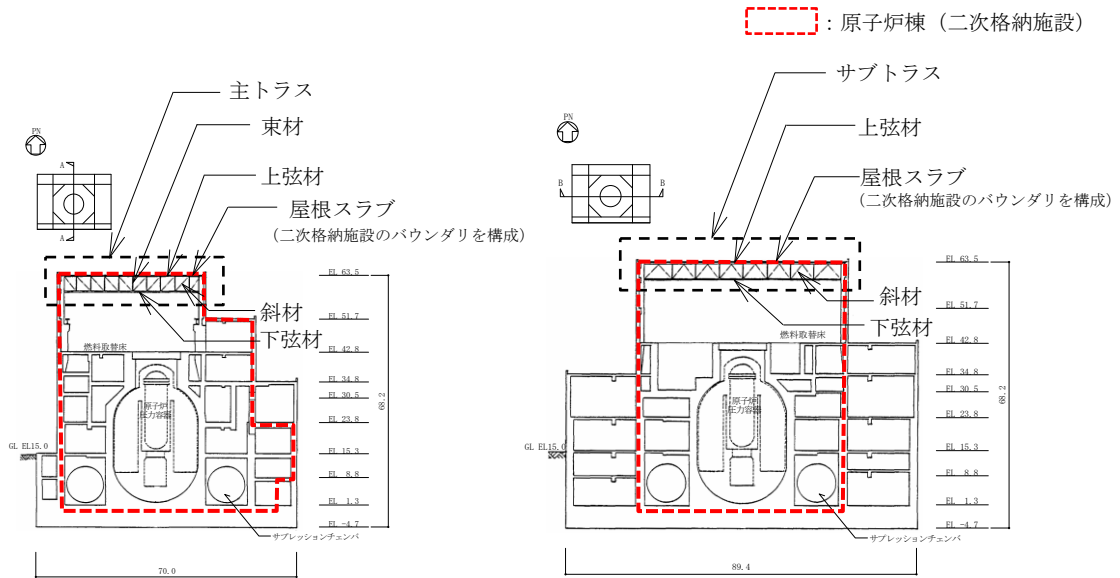 ：原子炉棟（二次格納施設）
主トラス
束材
上弦材
屋根スラブ
(二次格納施設のバウンダリを構成)
PN
A
A
斜材
下弦材
燃料取替床
原子炉
圧力容器
サプレッションチェンバ
GL EL15.0
EL 63.5
EL 51.7
EL 42.8
EL 34.8
EL 30.5
EL 23.8
EL 15.3
EL 8.8
EL 1.3
EL -4.7
68.2
70.0
サブトラス
上弦材
屋根スラブ
(二次格納施設のバウンダリを構成)
PN
B
B
斜材
下弦材
燃料取替床
原子炉
圧力容器
サプレッションチェンバ
GL EL15.0
EL 63.5
EL 51.7
EL 42.8
EL 34.8
EL 30.5
EL 23.8
EL 15.3
EL 8.8
EL 1.3
EL -4.7
68.2
89.4